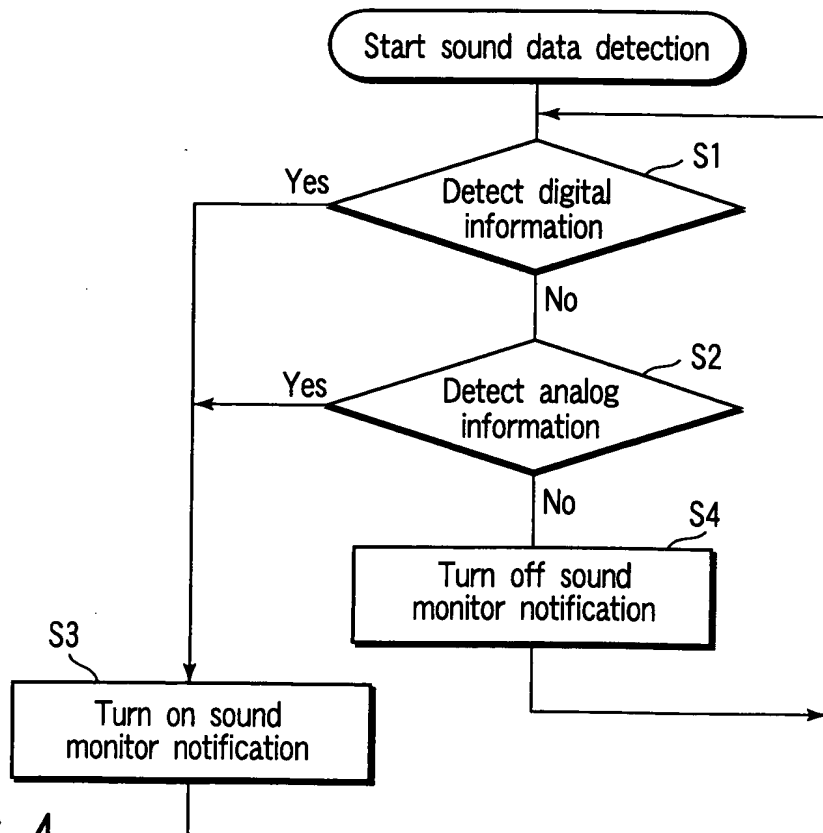 Start sound data detection
S1
Yes
Detect digital
information
No
S2
Yes
Detect analog
information
No
S4
Turn off sound
monitor notification
S3
Turn on sound
monitor notification
4